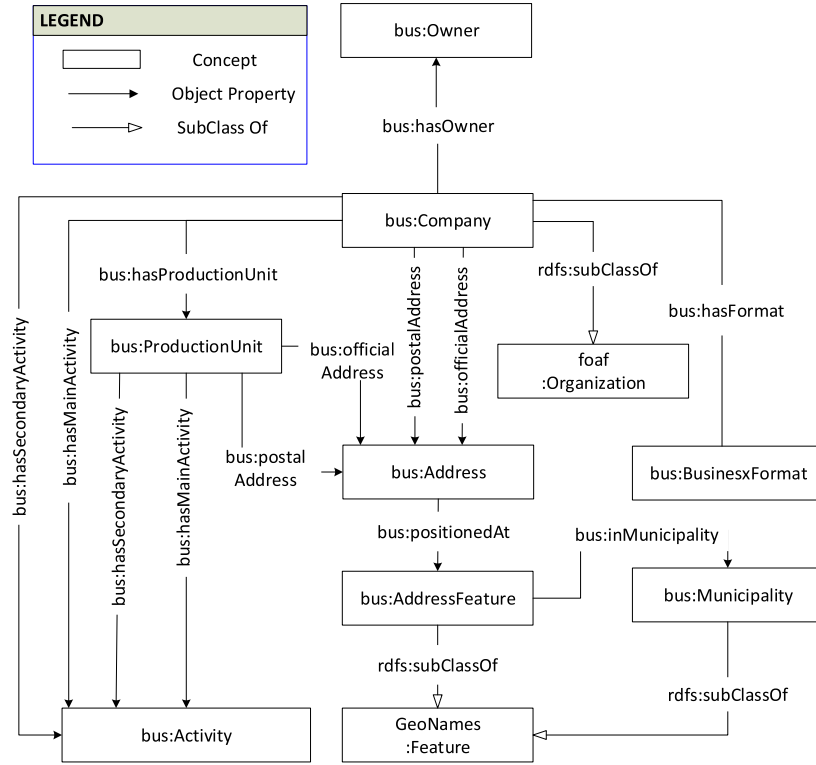 LEGEND
Concept
Object Property
SubClass Of
bus:Owner
bus:hasOwner
bus:Company
bus:hasProductionUnit
bus:postalAddress
bus:officialAddress
rdfs:subClassOf
bus:hasFormat
bus:ProductionUnit
bus:official
Address
foaf
:Organization
bus:hasSecondaryActivity
bus:hasMainActivity
bus:hasSecondaryActivity
bus:hasMainActivity
bus:postal
Address
bus:Address
bus:BusinesxFormat
bus:positionedAt
bus:inMunicipality
bus:AddressFeature
bus:Municipality
rdfs:subClassOf
rdfs:subClassOf
bus:Activity
GeoNames
:Feature